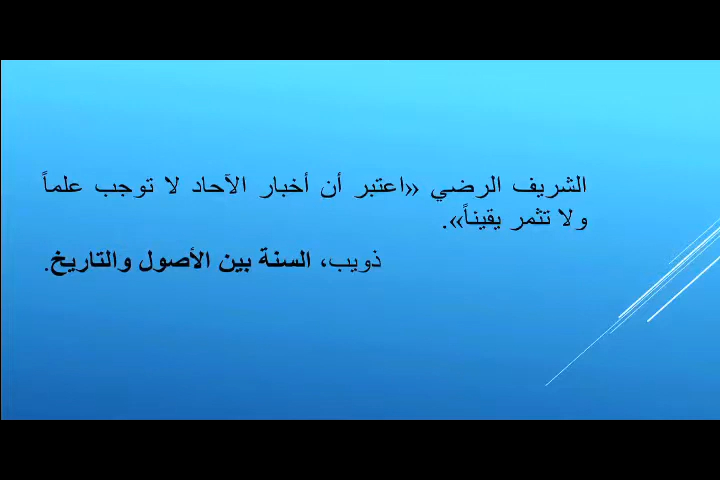 الشريف الرضي «اعتبر أن أخبار الآحاد لا توجب علماً
ولا تثمر يقيناً».
ذويب، السنة بين الأصول والتاريخ.